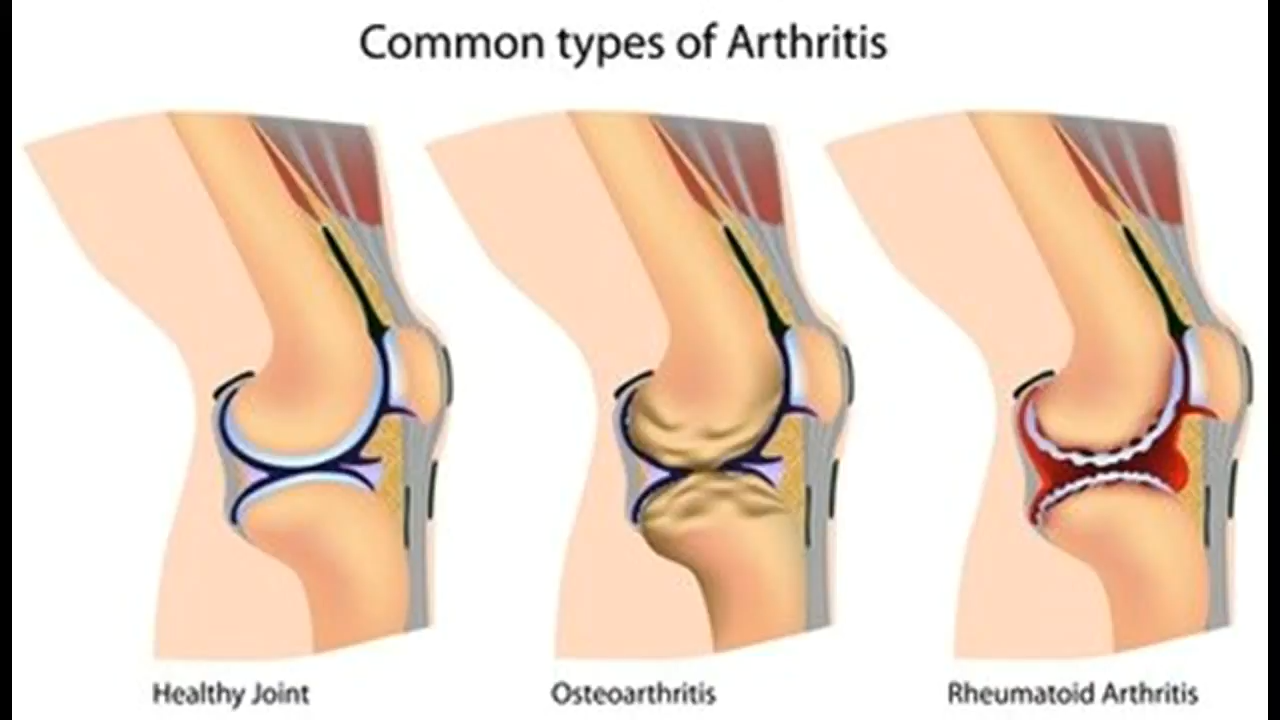 Common types of Arthritis
Healthy Joint
Osteoarthritis
Rheumatoid Arthritis